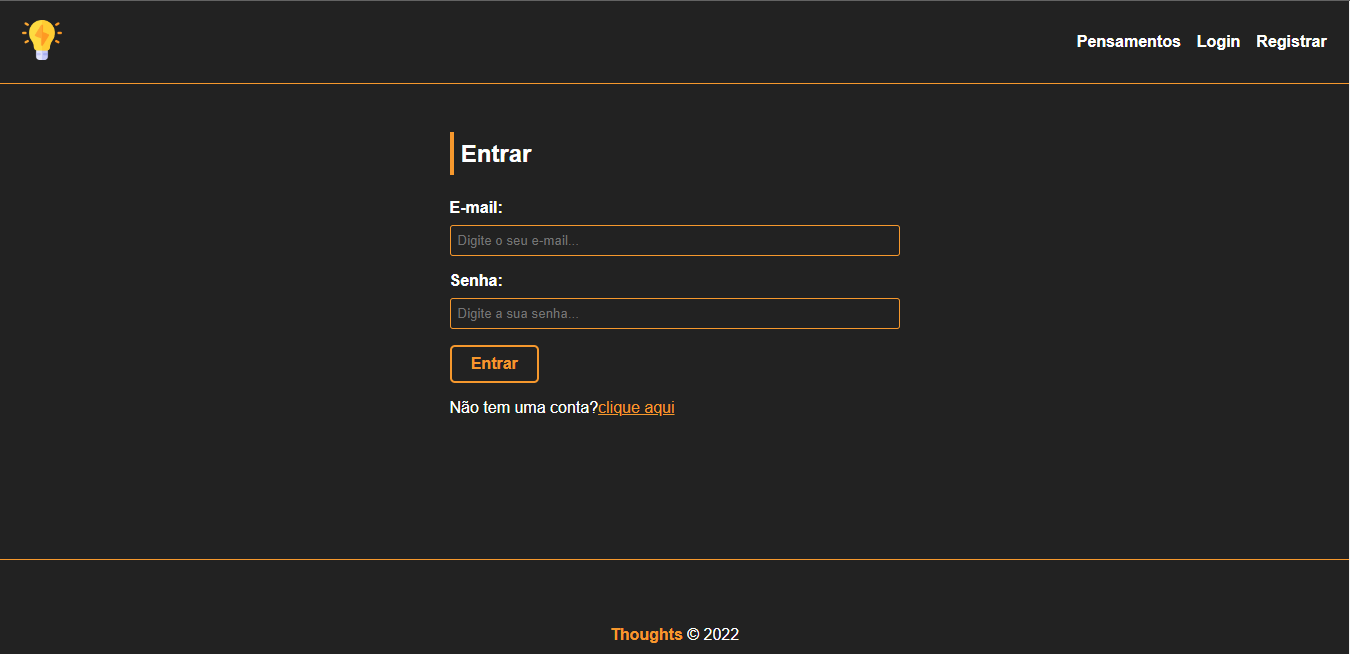 Pensamentos Login Registrar
Entrar
E-mail:
Digite o seu e-mail...
Senha:
Digite a sua senha...
Entrar
Não tem uma conta?clique aqui
Thoughts © 2022